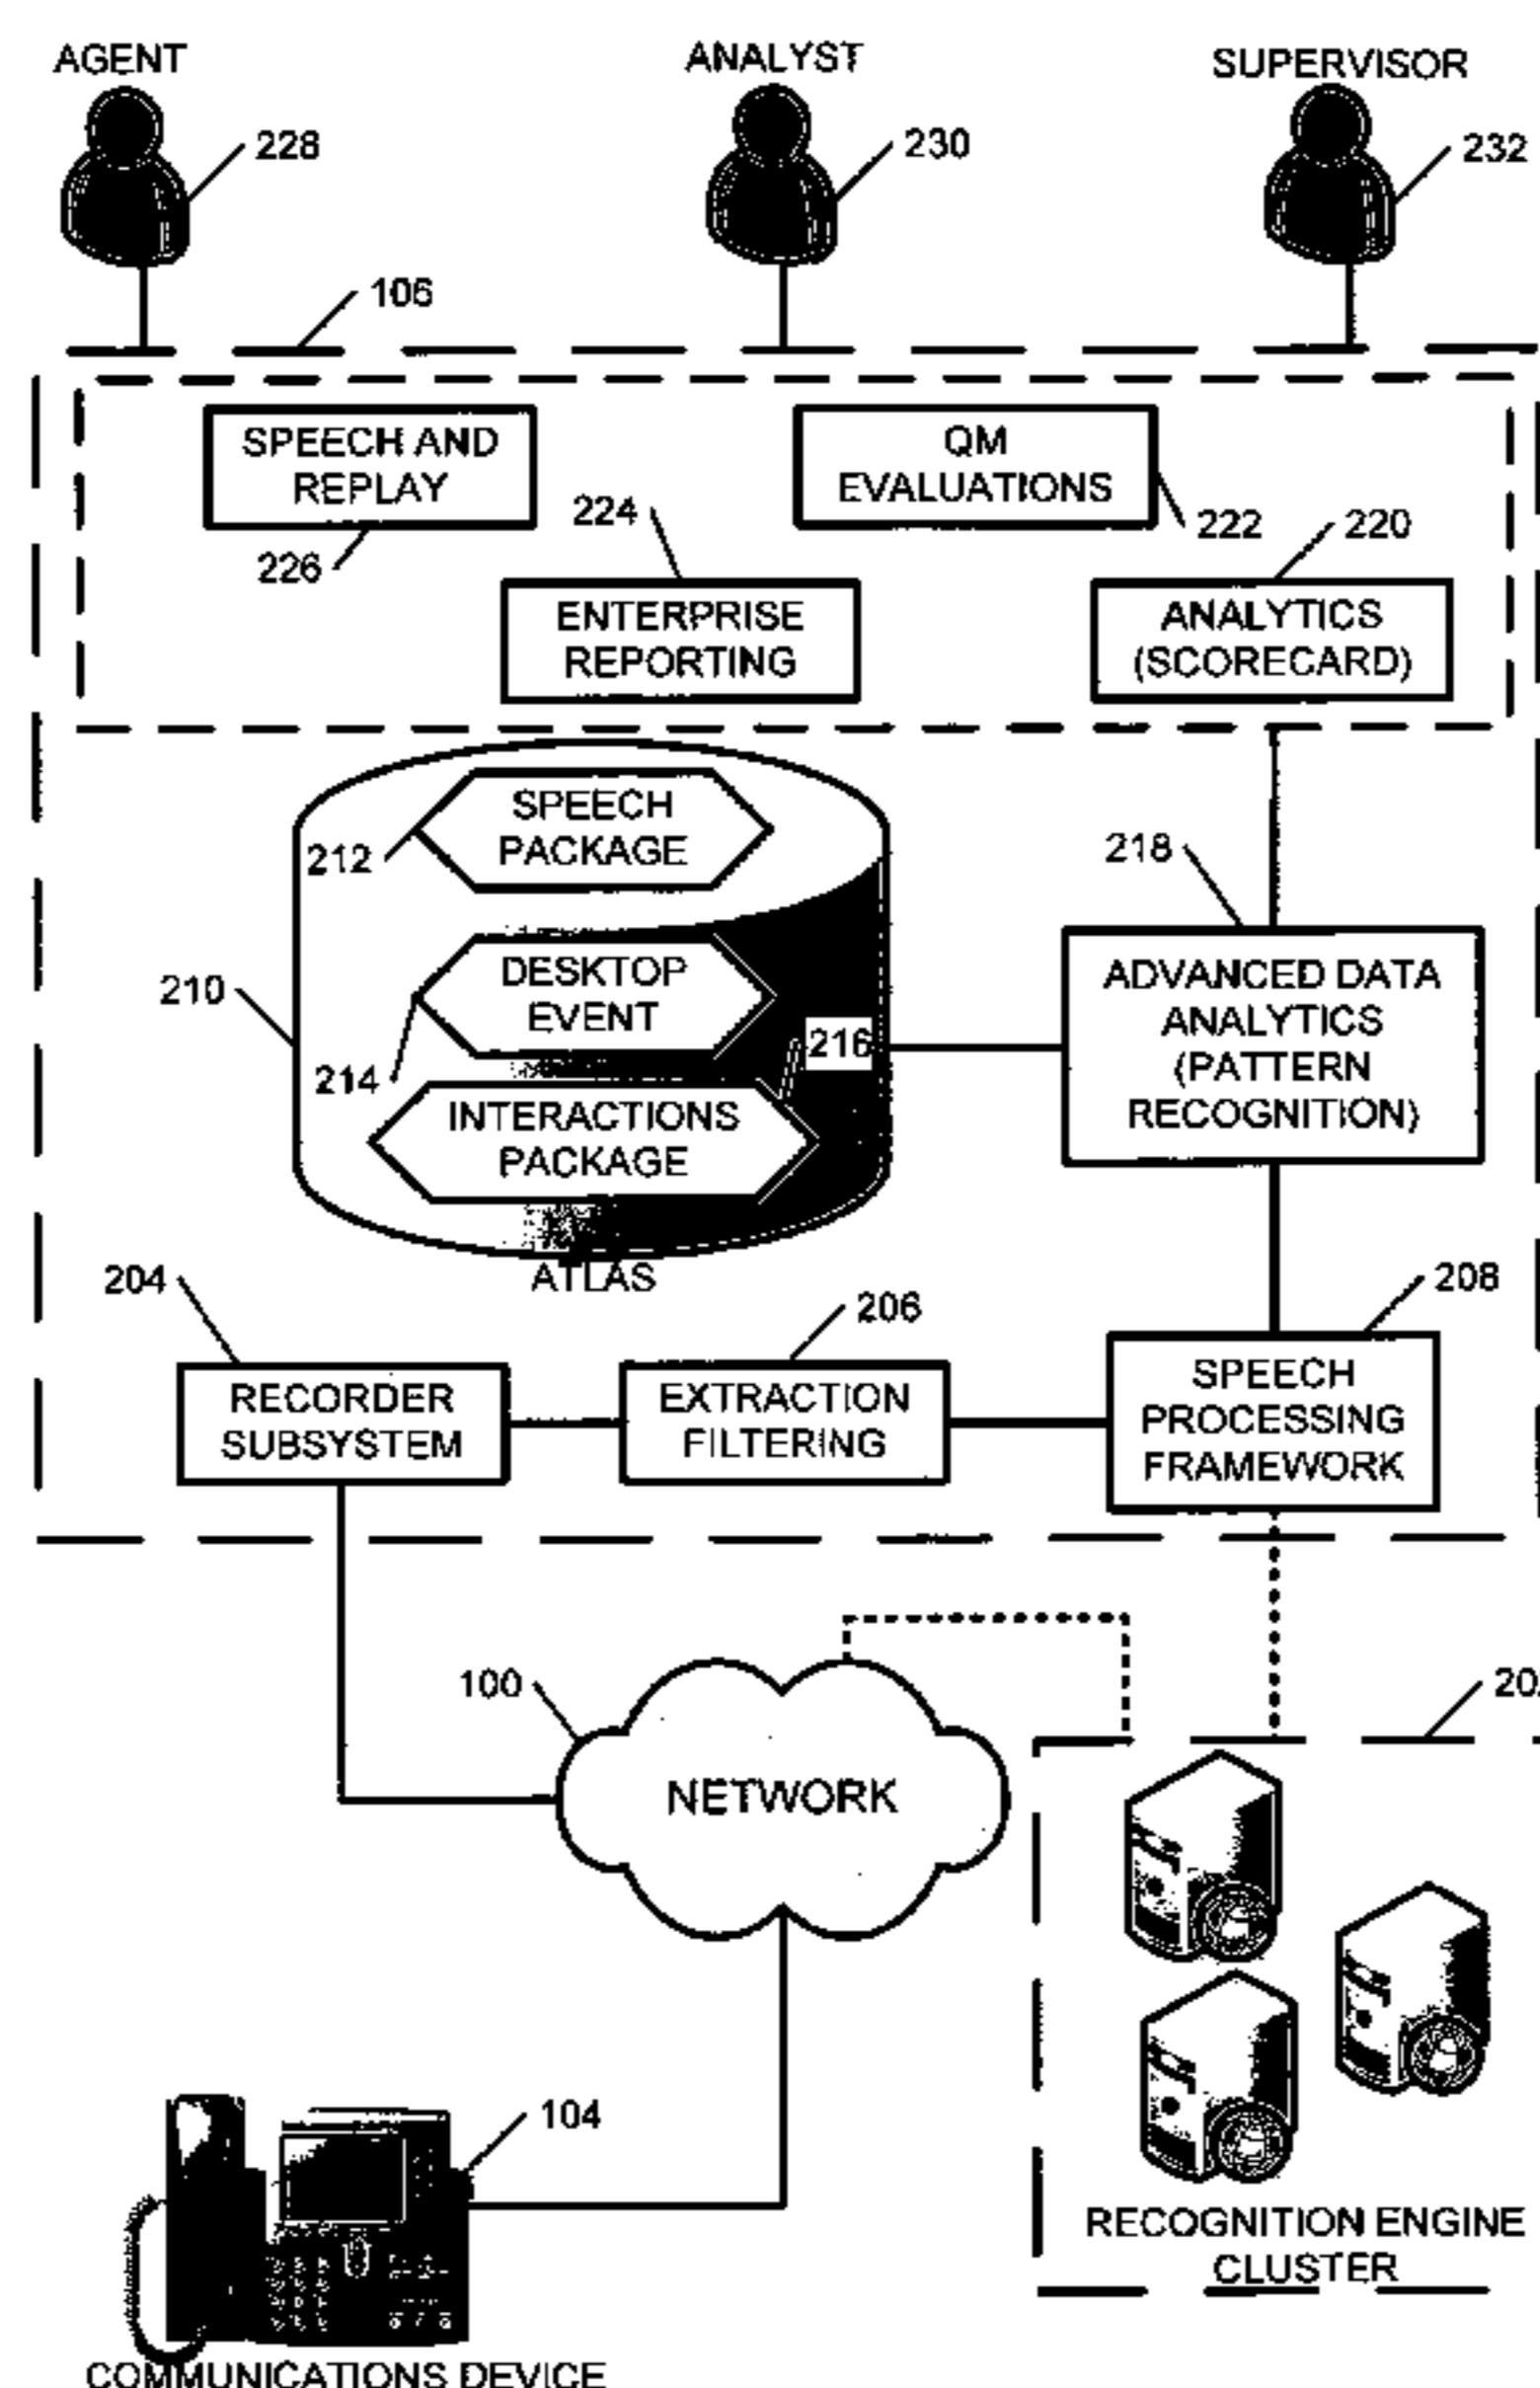 AGENT
ANALYST
SUPERVISOR
228
230
232
106
SPEECH AND
REPLAY
QM
EVALUATIONS
224
222
220
226
ENTERPRISE
REPORTING
ANALYTICS
(SCORECARD)
SPEECH
PACKAGE
212
218
DESKTOP
EVENT
210
ADVANCED DATA
ANALYTICS
(PATTERN
RECOGNITION)
216
214
INTERACTIONS
PACKAGE
ATLAS
204
206
208
RECORDER
SUBSYSTEM
EXTRACTION
FILTERING
SPEECH
PROCESSING
FRAMEWORK
100
NETWORK
104
RECOGNITION ENGINE
CLUSTER
COMMUNICATIONS DEVICE